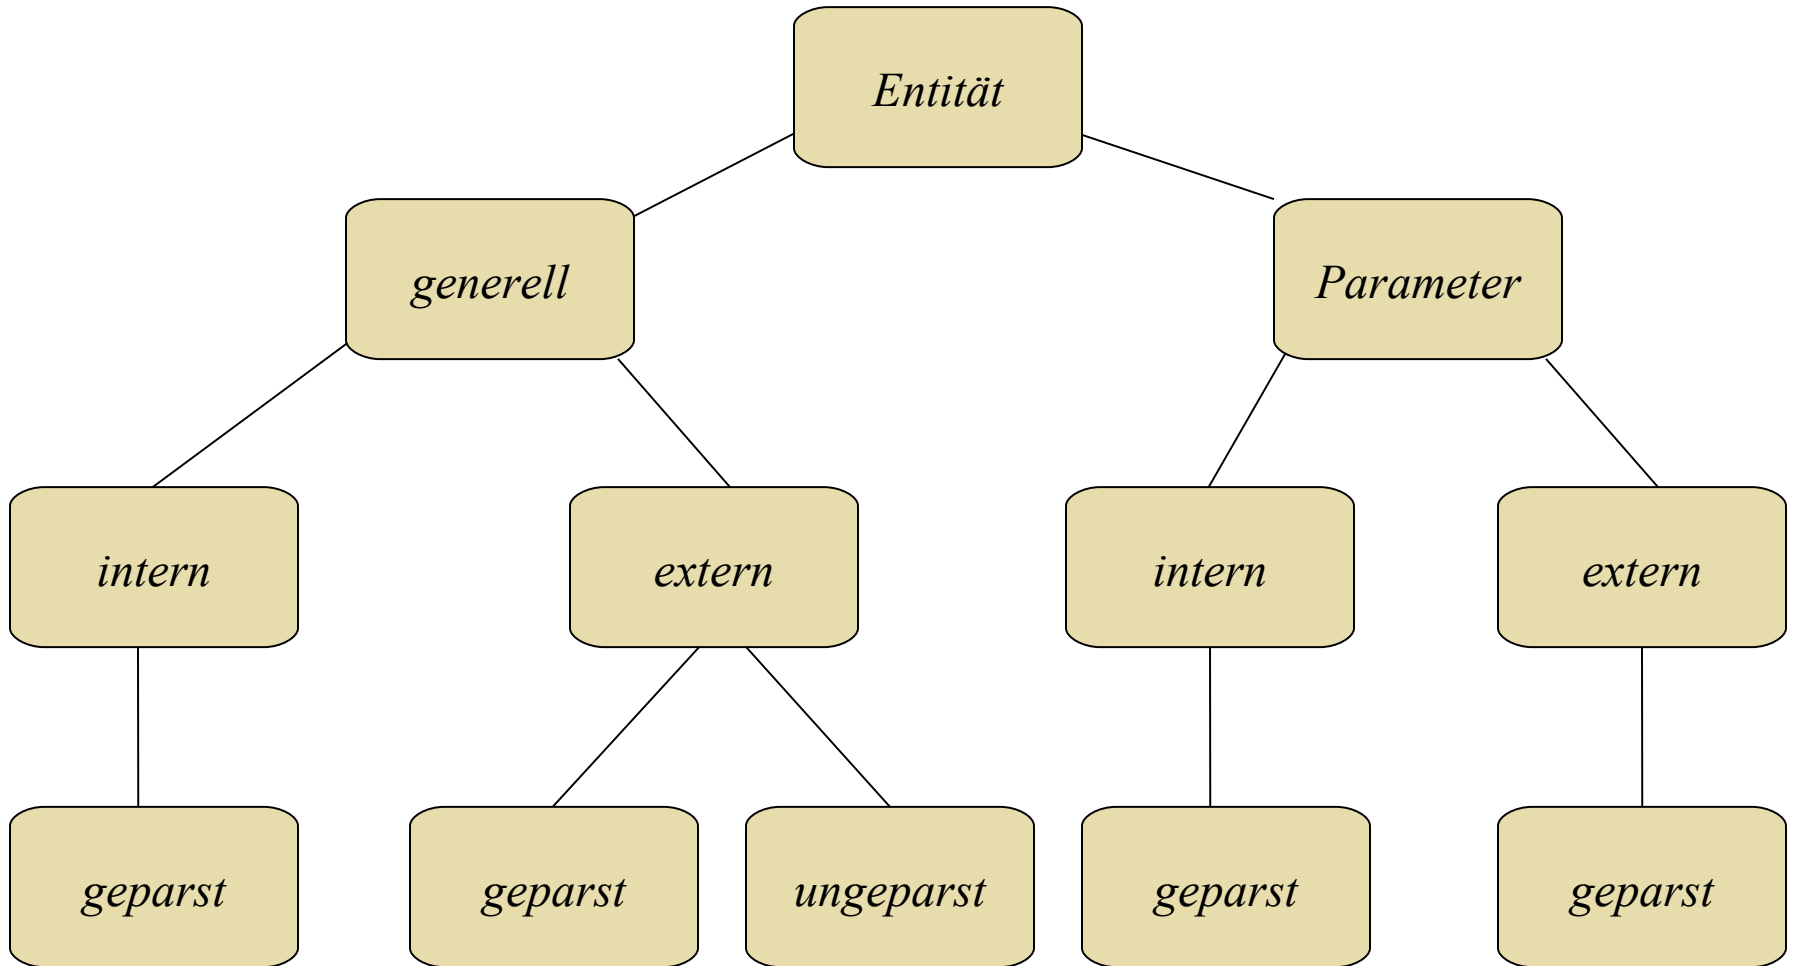 Entität
generell
Parameter
intern
extern
intern
extern
geparst
geparst
ungeparst
geparst
geparst